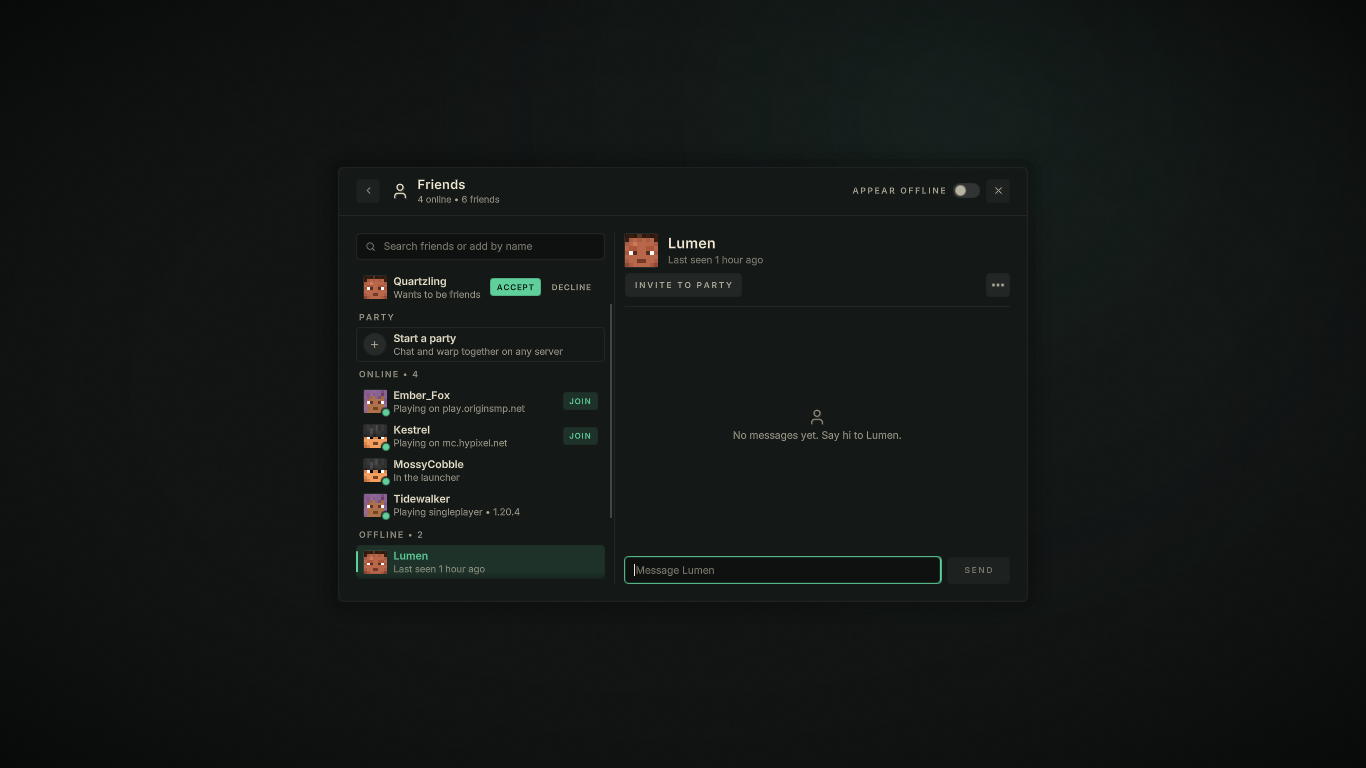 Friends
4 online • 6 friends
APPEAR OFFLINE
Search friends or add by name
Quartzling
Wants to be friends
ACCEPT
DECLINE
PARTY
Start a party
Chat and warp together on any server
ONLINE • 4
Ember_Fox
Playing on play.originsmp.net
JOIN
Kestrel
Playing on mc.hypixel.net
JOIN
MossyCobble
In the launcher
Tidewalker
Playing singleplayer • 1.20.4
OFFLINE • 2
Lumen
Last seen 1 hour ago
Lumen
Last seen 1 hour ago
INVITE TO PARTY
No messages yet. Say hi to Lumen.
Message Lumen
SEND